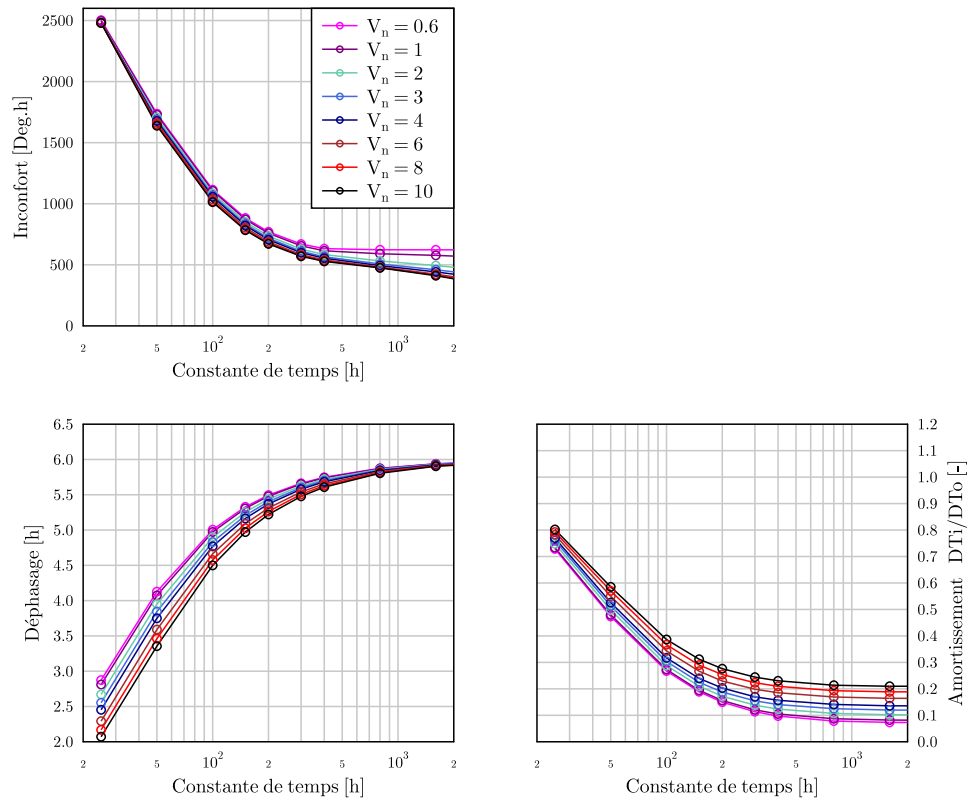 Inconfort [Deg.h]
2500
2000
1500
1000
500
0
V_n = 0.6
V_n = 1
V_n = 2
V_n = 3
V_n = 4
V_n = 6
V_n = 8
V_n = 10
2 5 10² 5 10³ 2
Constante de temps [h]
Déphasage [h]
6.5
6.0
5.5
5.0
4.5
4.0
3.5
3.0
2.5
2.0
2 5 10² 5 10³ 2
Constante de temps [h]
1.2
1.1
1.0
0.9
0.8
0.7
0.6
0.5
0.4
0.3
0.2
0.1
0.0
Amortissement DTi/DTo [-]
2 5 10² 5 10³ 2
Constante de temps [h]